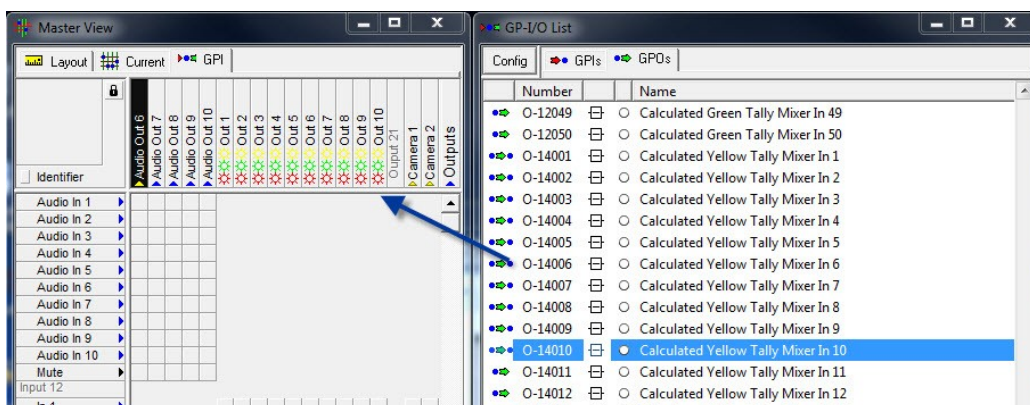 Master View
Layout
Current
GPI
Identifier
Audio Out 6
Audio Out 7
Audio Out 8
Audio Out 9
Audio Out 10
Out 1
Out 2
Out 3
Out 4
Out 5
Out 6
Out 7
Out 8
Out 9
Out 10
Ouput 21
Camera 1
Camera 2
Outputs
Audio In 1
Audio In 2
Audio In 3
Audio In 4
Audio In 5
Audio In 6
Audio In 7
Audio In 8
Audio In 9
Audio In 10
Mute
Input 12
In 1
GP-I/O List
Config
GPIs
GPOs
Number Name
O-12049 Calculated Green Tally Mixer In 49
O-12050 Calculated Green Tally Mixer In 50
O-14001 Calculated Yellow Tally Mixer In 1
O-14002 Calculated Yellow Tally Mixer In 2
O-14003 Calculated Yellow Tally Mixer In 3
O-14004 Calculated Yellow Tally Mixer In 4
O-14005 Calculated Yellow Tally Mixer In 5
O-14006 Calculated Yellow Tally Mixer In 6
O-14007 Calculated Yellow Tally Mixer In 7
O-14008 Calculated Yellow Tally Mixer In 8
O-14009 Calculated Yellow Tally Mixer In 9
O-14010 Calculated Yellow Tally Mixer In 10
O-14011 Calculated Yellow Tally Mixer In 11
O-14012 Calculated Yellow Tally Mixer In 12